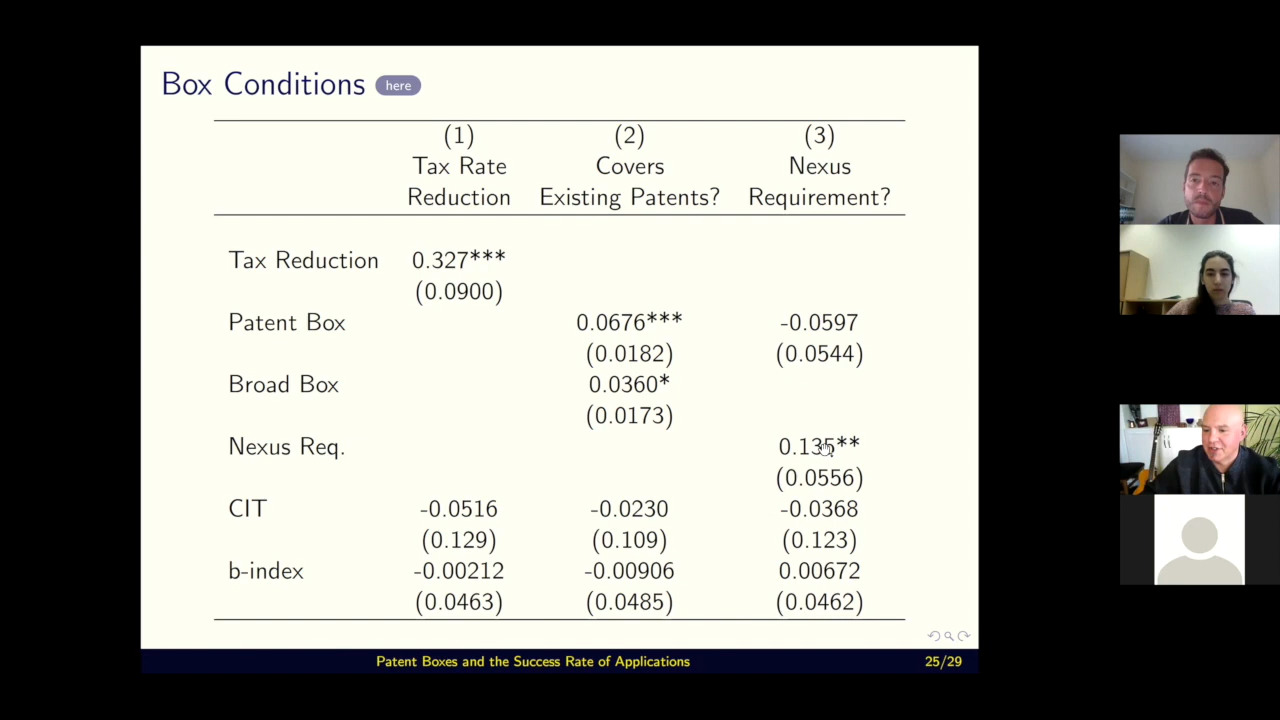 Box Conditions here
(1) (2) (3)
Tax Rate Covers Nexus
Reduction Existing Patents? Requirement?
Tax Reduction 0.327***
(0.0900)
Patent Box 0.0676*** -0.0597
(0.0182) (0.0544)
Broad Box 0.0360*
(0.0173)
Nexus Req. 0.135**
(0.0556)
CIT -0.0516 -0.0230 -0.0368
(0.129) (0.109) (0.123)
b-index -0.00212 -0.00906 0.00672
(0.0463) (0.0485) (0.0462)
Patent Boxes and the Success Rate of Applications 25/29